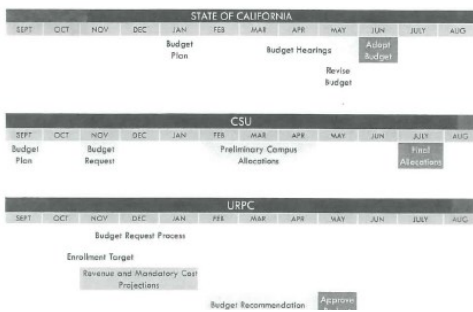 STATE OF CALIFORNIA
SEPT OCT NOV DEC JAN FEB MAR APR MAY JUN JULY AUG
Budget Plan
Budget Hearings
Adopt Budget
Revise Budget
CSU
SEPT OCT NOV DEC JAN FEB MAR APR MAY JUN JULY AUG
Budget Plan
Budget Request
Preliminary Campus Allocations
Final Allocations
URPC
SEPT OCT NOV DEC JAN FEB MAR APR MAY JUN JULY AUG
Budget Request Process
Enrollment Target
Revenue and Mandatory Cost Projections
Budget Recommendation
Approve